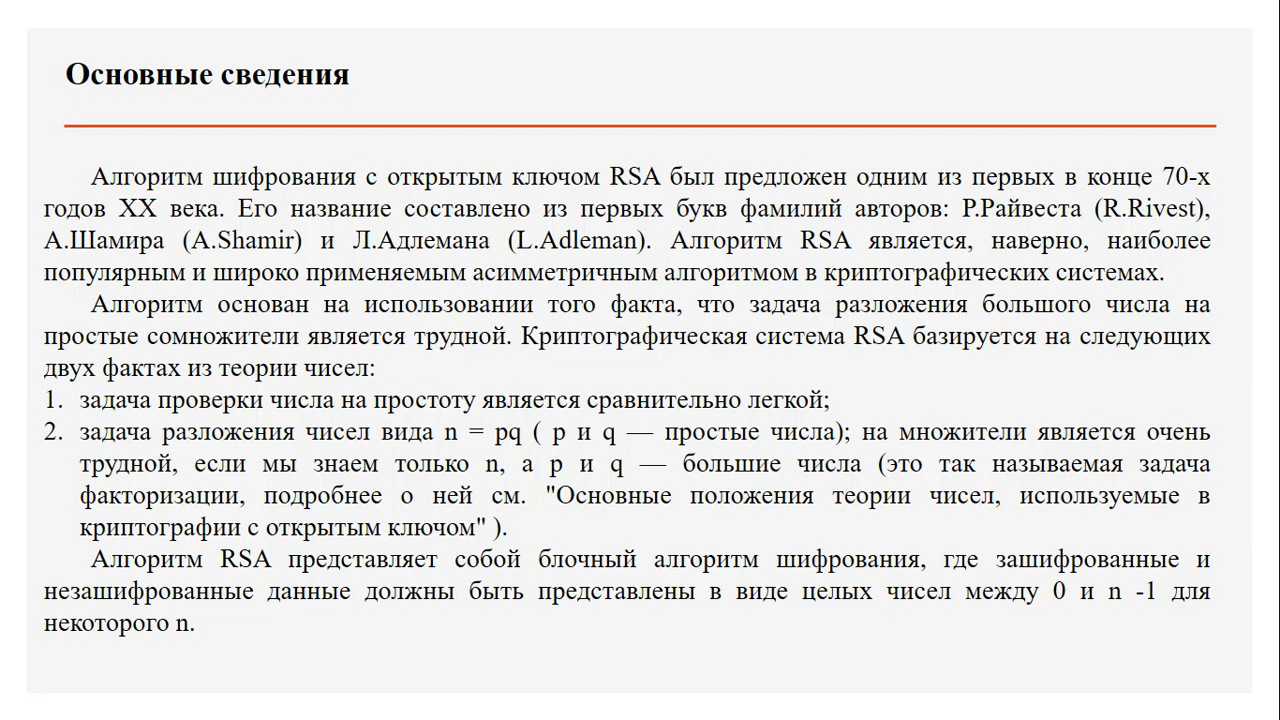 Основные сведения
Алгоритм шифрования с открытым ключом RSA был предложен одним из первых в конце 70-х
годов XX века. Его название составлено из первых букв фамилий авторов: Р.Райвеста (R.Rivest),
А.Шамира (A.Shamir) и Л.Адлемана (L.Adleman). Алгоритм RSA является, наверно, наиболее
популярным и широко применяемым асимметричным алгоритмом в криптографических системах.
Алгоритм основан на использовании того факта, что задача разложения большого числа на
простые сомножители является трудной. Криптографическая система RSA базируется на следующих
двух фактах из теории чисел:
1. задача проверки числа на простоту является сравнительно легкой;
2. задача разложения чисел вида n = pq ( p и q — простые числа); на множители является очень
трудной, если мы знаем только n, а p и q — большие числа (это так называемая задача
факторизации, подробнее о ней см. "Основные положения теории чисел, используемые в
криптографии с открытым ключом" ).
Алгоритм RSA представляет собой блочный алгоритм шифрования, где зашифрованные и
незашифрованные данные должны быть представлены в виде целых чисел между 0 и n -1 для
некоторого n.